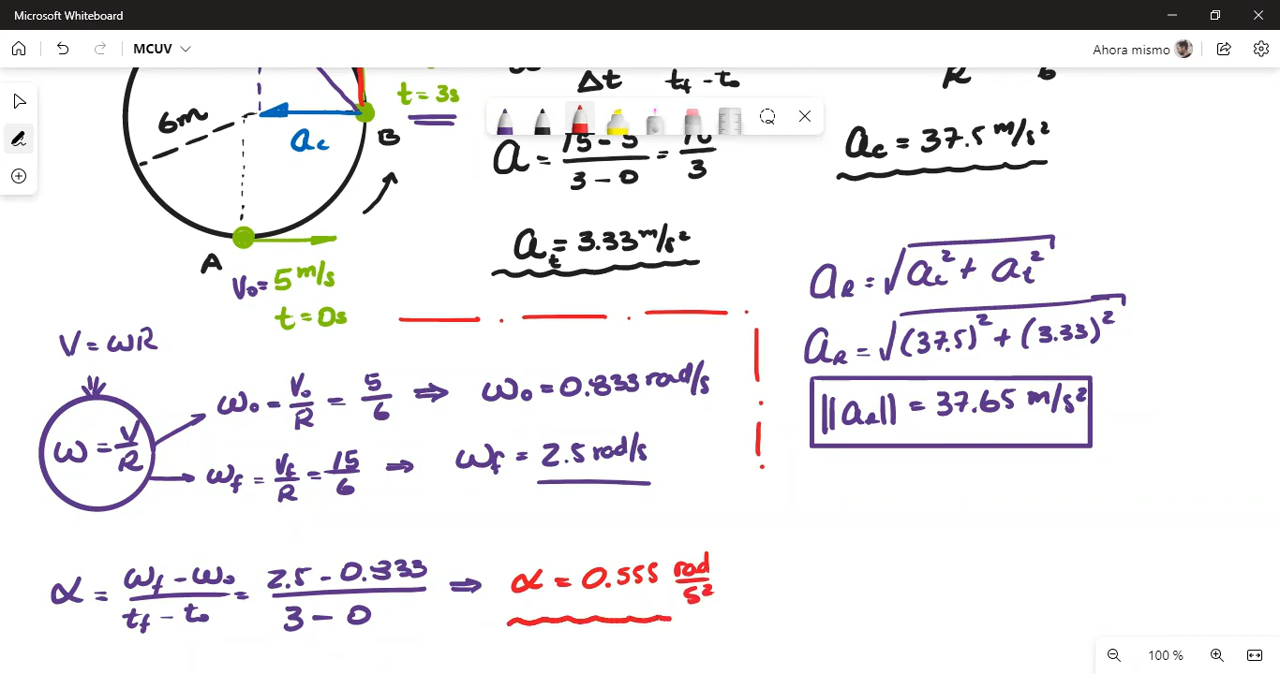 Microsoft Whiteboard
MCUV
Ahora mismo
6m
t = 3s
ac
B
A
V₀ = 5 m/s
t = 0s
Δt
tf - t₀
R
a = 15 - 5 / 3 - 0 = 10 / 3
at = 3.33 m/s²
ac = 37.5 m/s²
aR = √ac² + at²
aR = √(37.5)² + (3.33)²
||aR|| = 37.65 m/s²
V = ωR
ω = V/R
ω₀ = V₀/R = 5/6 ⇒ ω₀ = 0.833 rad/s
ωf = Vf/R = 15/6 ⇒ ωf = 2.5 rad/s
α = ωf - ω₀ / tf - t₀ = 2.5 - 0.833 / 3 - 0 ⇒ α = 0.555 rad/s²
100 %